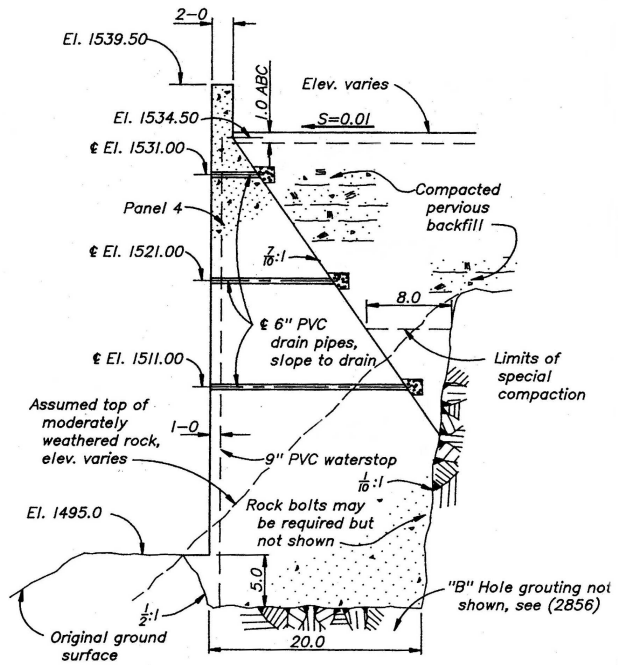 2-0
El. 1539.50
1.0 ABC
Elev. varies
El. 1534.50
S=0.01
℄ El. 1531.00
Panel 4
Compacted
pervious
backfill
℄ El. 1521.00
7/10:1
8.0
℄ 6" PVC
drain pipes,
slope to drain
℄ El. 1511.00
Limits of
special
compaction
Assumed top of
moderately
weathered rock,
elev. varies
1-0
9" PVC waterstop
1/10:1
El. 1495.0
Rock bolts may
be required but
not shown
5.0
1/2:1
"B" Hole grouting not
shown, see (2856)
Original ground
surface
20.0